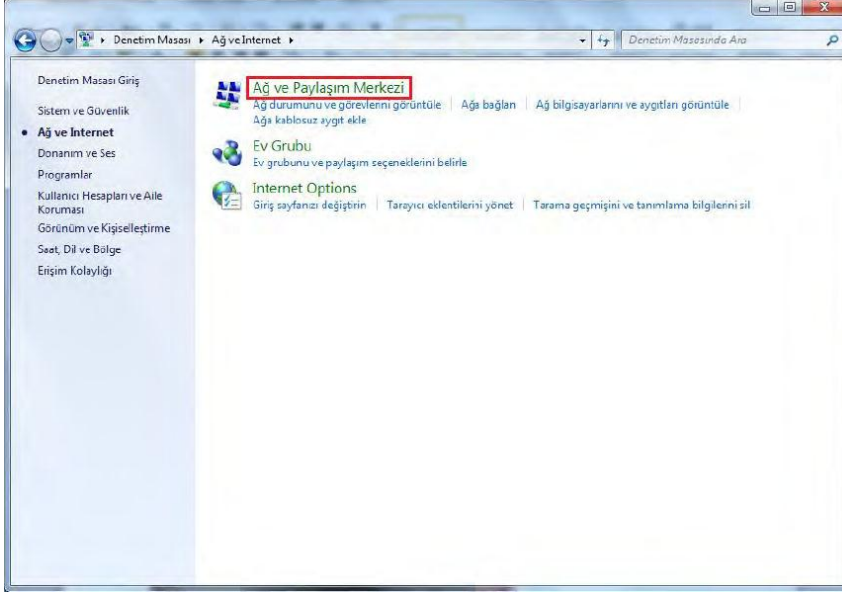 Denetim Masası ▸ Ağ ve Internet ▸
Denetim Masasında Ara
Denetim Masası Giriş
Sistem ve Güvenlik
Ağ ve Internet
Donanım ve Ses
Programlar
Kullanıcı Hesapları ve Aile
Koruması
Görünüm ve Kişiselleştirme
Saat, Dil ve Bölge
Erişim Kolaylığı
Ağ ve Paylaşım Merkezi
Ağ durumunu ve görevlerini görüntüle | Ağa bağlan | Ağ bilgisayarlarını ve aygıtları görüntüle
Ağa kablosuz aygıt ekle
Ev Grubu
Ev grubunu ve paylaşım seçeneklerini belirle
Internet Options
Giriş sayfanızı değiştirin | Tarayıcı eklentilerini yönet | Tarama geçmişini ve tanımlama bilgilerini sil